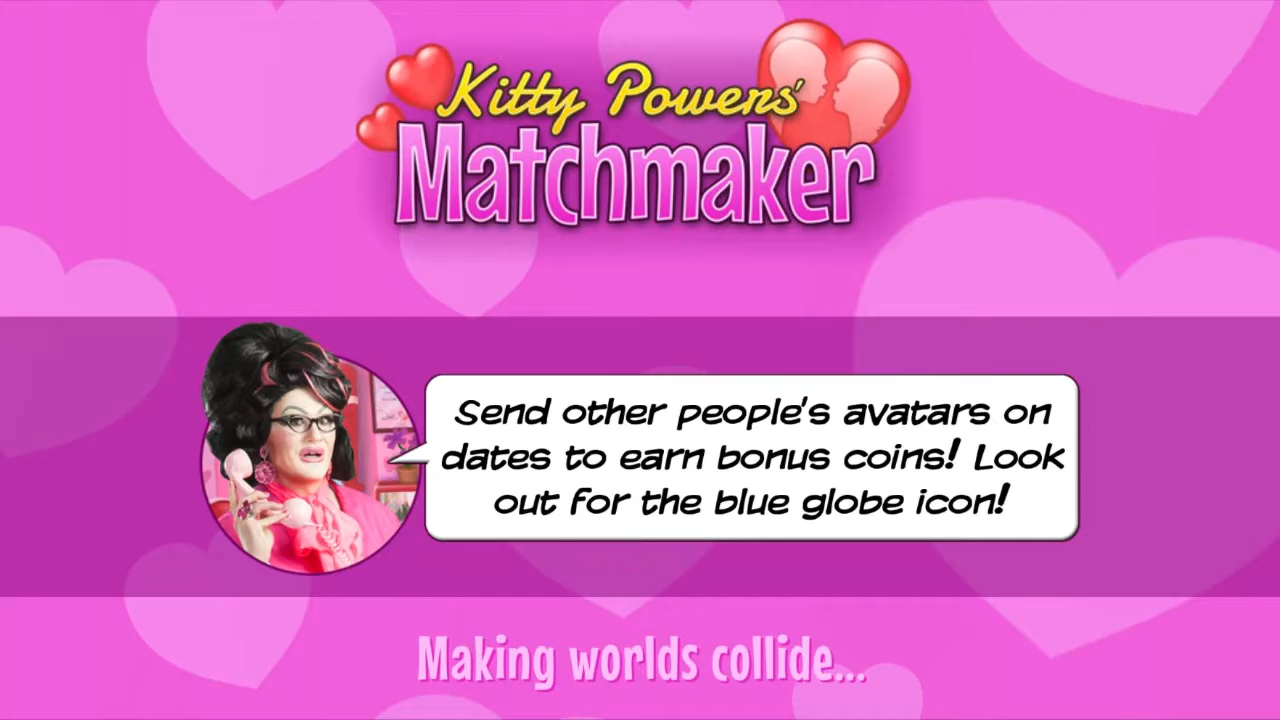 Kitty Powers'
Matchmaker
Send other people's avatars on
dates to earn bonus coins! Look
out for the blue globe icon!
Making worlds collide...